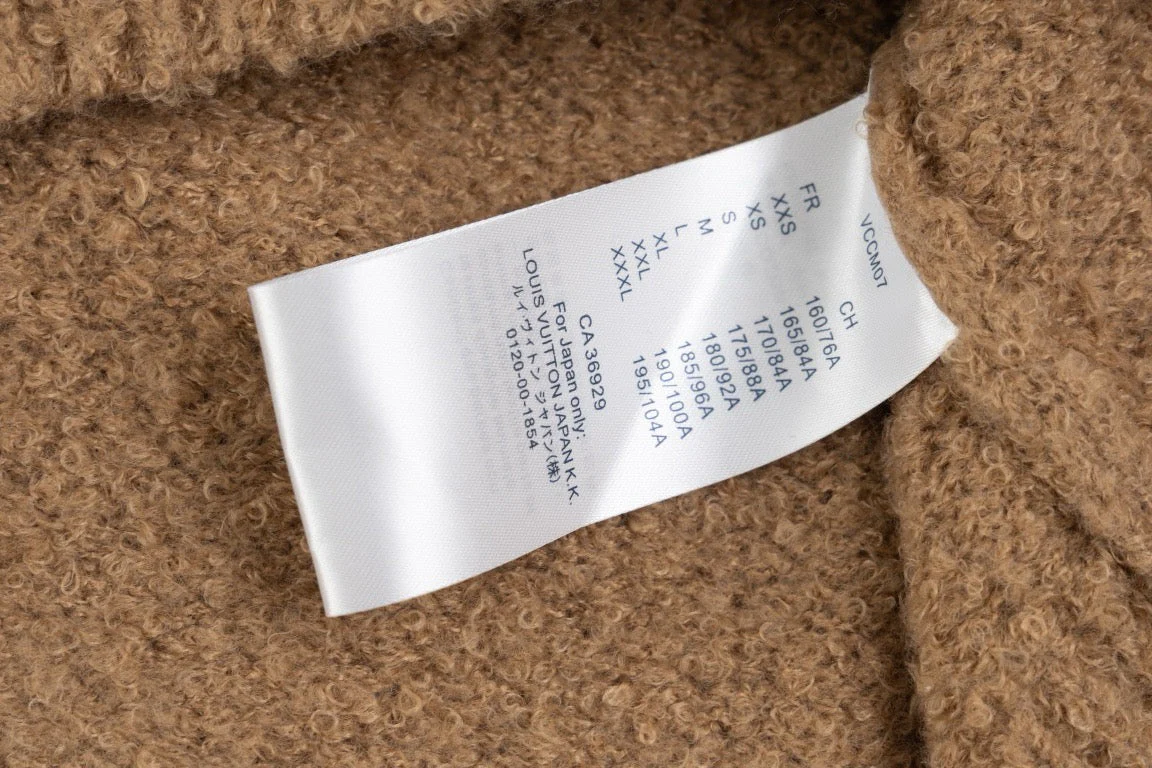 VCCM07
FR CH
XXS 160/76A
XS 165/84A
S 170/84A
M 175/88A
L 180/92A
XL 185/96A
XXL 190/100A
XXXL 195/104A
CA 36929
For Japan only:
LOUIS VUITTON JAPAN K.K.
ルイ・ヴィトン ジャパン(株)
0120-00-1854